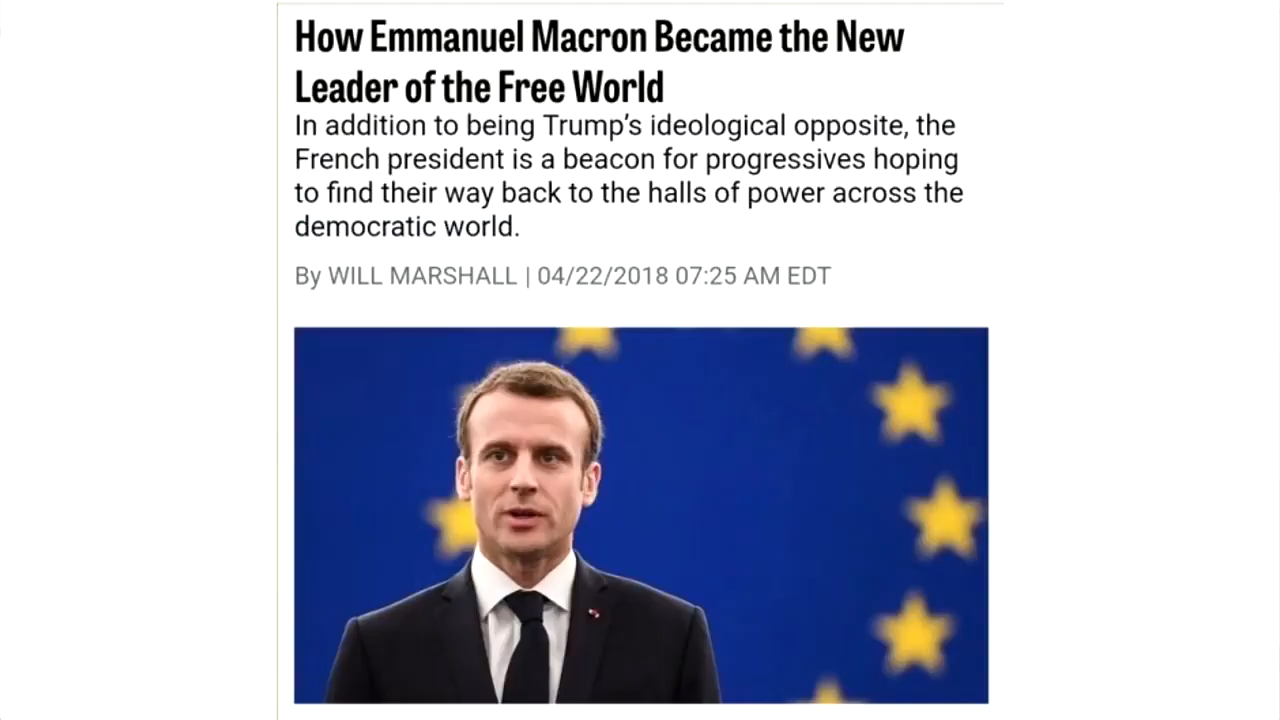 How Emmanuel Macron Became the New
Leader of the Free World
In addition to being Trump’s ideological opposite, the
French president is a beacon for progressives hoping
to find their way back to the halls of power across the
democratic world.
By WILL MARSHALL | 04/22/2018 07:25 AM EDT